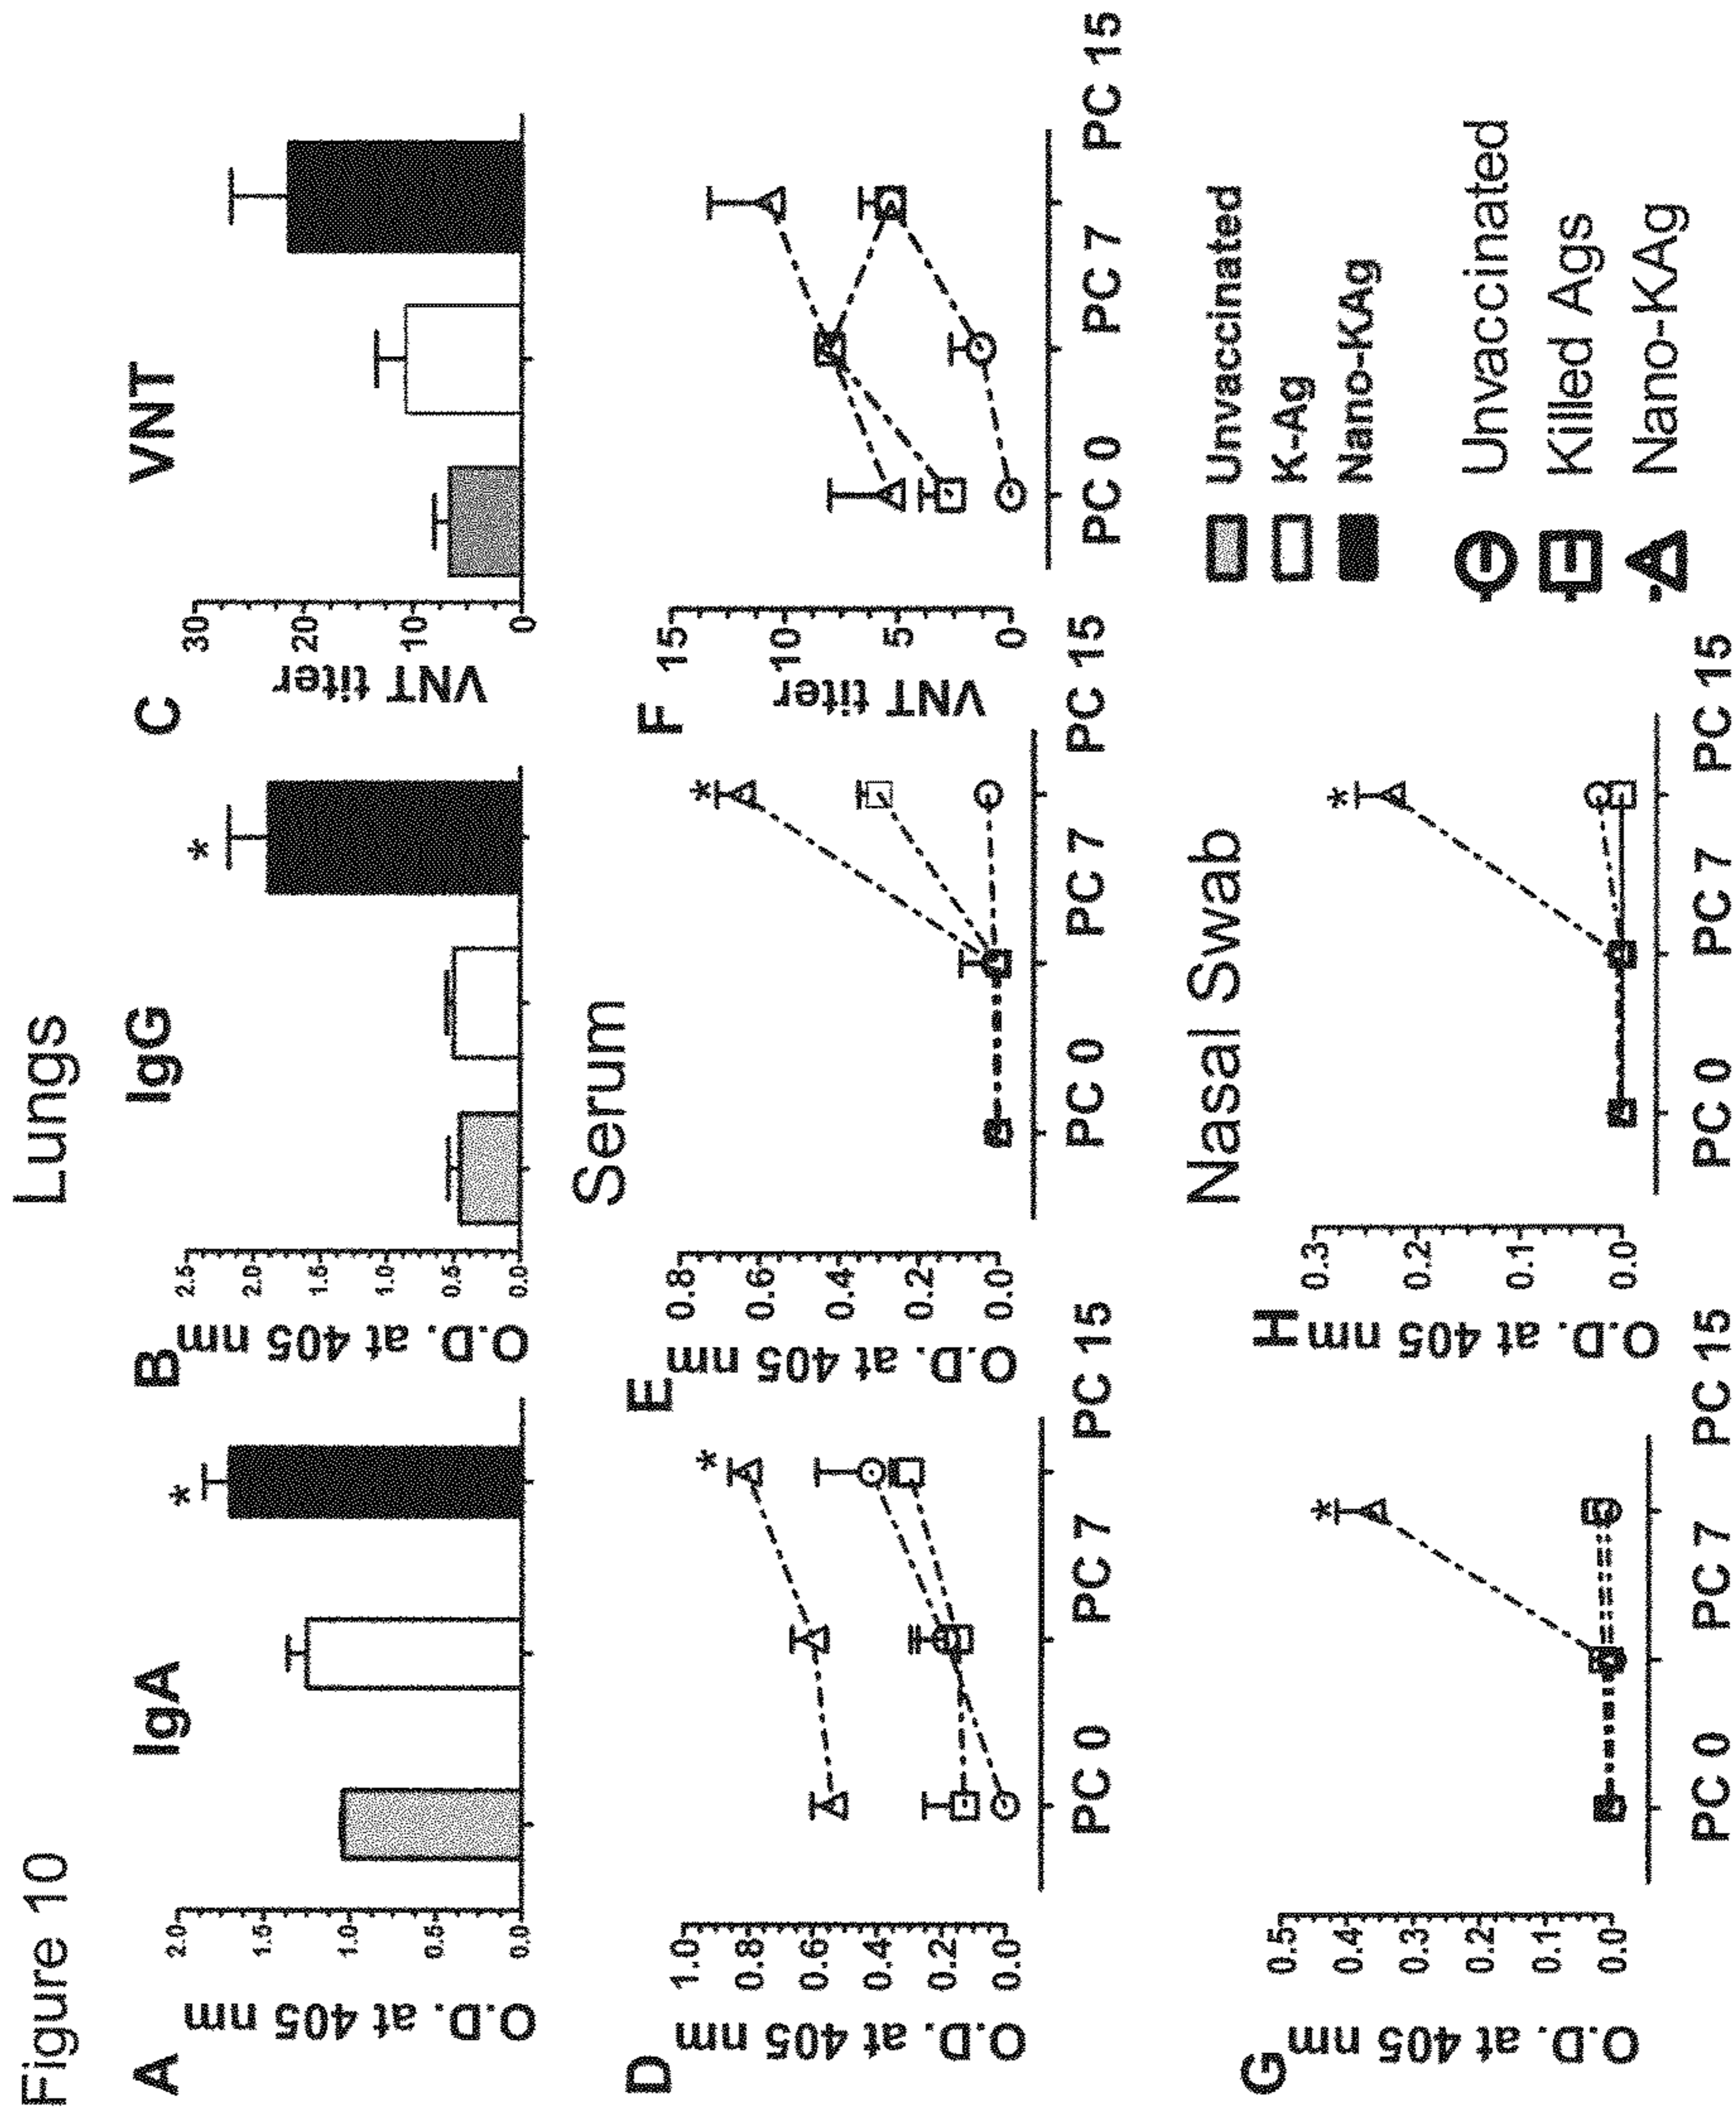 Figure 10
Lungs
A
IgA
O.D. at 405 nm
2.0
1.5
1.0
0.5
0.0
*
B
IgG
O.D. at 405 nm
2.5
2.0
1.5
1.0
0.5
0.0
*
C
VNT
VNT titer
30
20
10
0
Serum
D
O.D. at 405 nm
1.0
0.8
0.6
0.4
0.2
0.0
*
PC 0 PC 7 PC 15
E
O.D. at 405 nm
0.8
0.6
0.4
0.2
0.0
*
PC 0 PC 7 PC 15
F
VNT titer
15
10
5
0
PC 0 PC 7 PC 15
Nasal Swab
G
O.D. at 405 nm
0.5
0.4
0.3
0.2
0.1
0.0
*
PC 0 PC 7 PC 15
H
O.D. at 405 nm
0.3
0.2
0.1
0.0
*
PC 0 PC 7 PC 15
Unvaccinated
K-Ag
Nano-KAg
Unvaccinated
Killed Ags
Nano-KAg